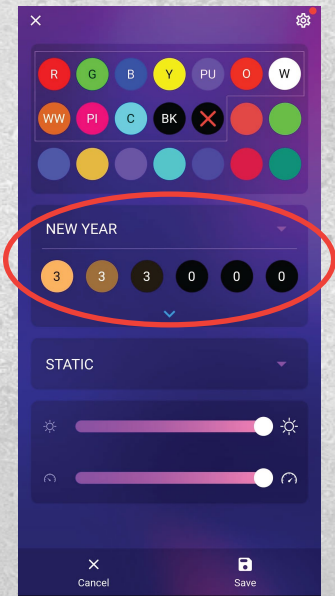 R G B Y PU O W
WW PI C BK
NEW YEAR
3 3 3 0 0 0
STATIC
Cancel Save